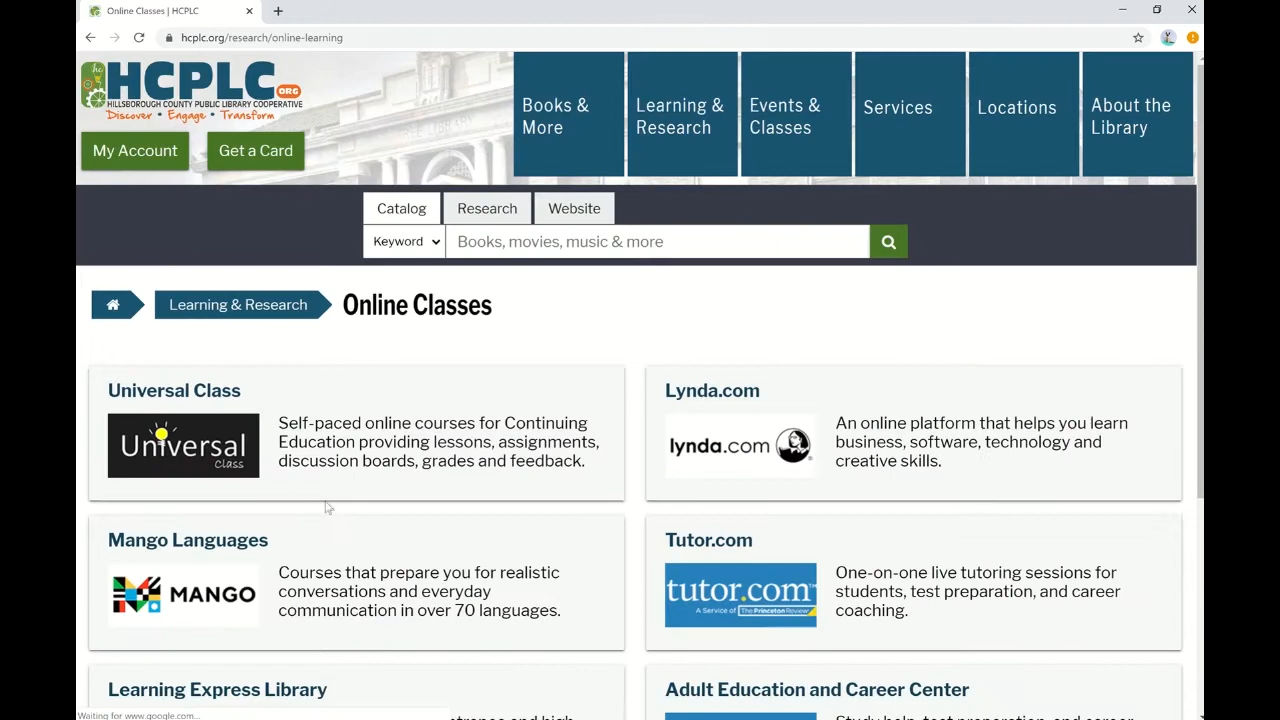 Online Classes | HCPLC
hcplc.org/research/online-learning
HCPLC ORG
HILLSBOROUGH COUNTY PUBLIC LIBRARY COOPERATIVE
Discover • Engage • Transform
My Account
Get a Card
Books & More
Learning & Research
Events & Classes
Services
Locations
About the Library
Catalog
Research
Website
Keyword
Books, movies, music & more
Learning & Research
Online Classes
Universal Class
Universal
Class
Self-paced online courses for Continuing
Education providing lessons, assignments,
discussion boards, grades and feedback.
Lynda.com
lynda.com
An online platform that helps you learn
business, software, technology and
creative skills.
Mango Languages
MANGO
Courses that prepare you for realistic
conversations and everyday
communication in over 70 languages.
Tutor.com
tutor.com
A Service of The Princeton Review
One-on-one live tutoring sessions for
students, test preparation, and career
coaching.
Learning Express Library
Adult Education and Career Center
Waiting for www.google.com...